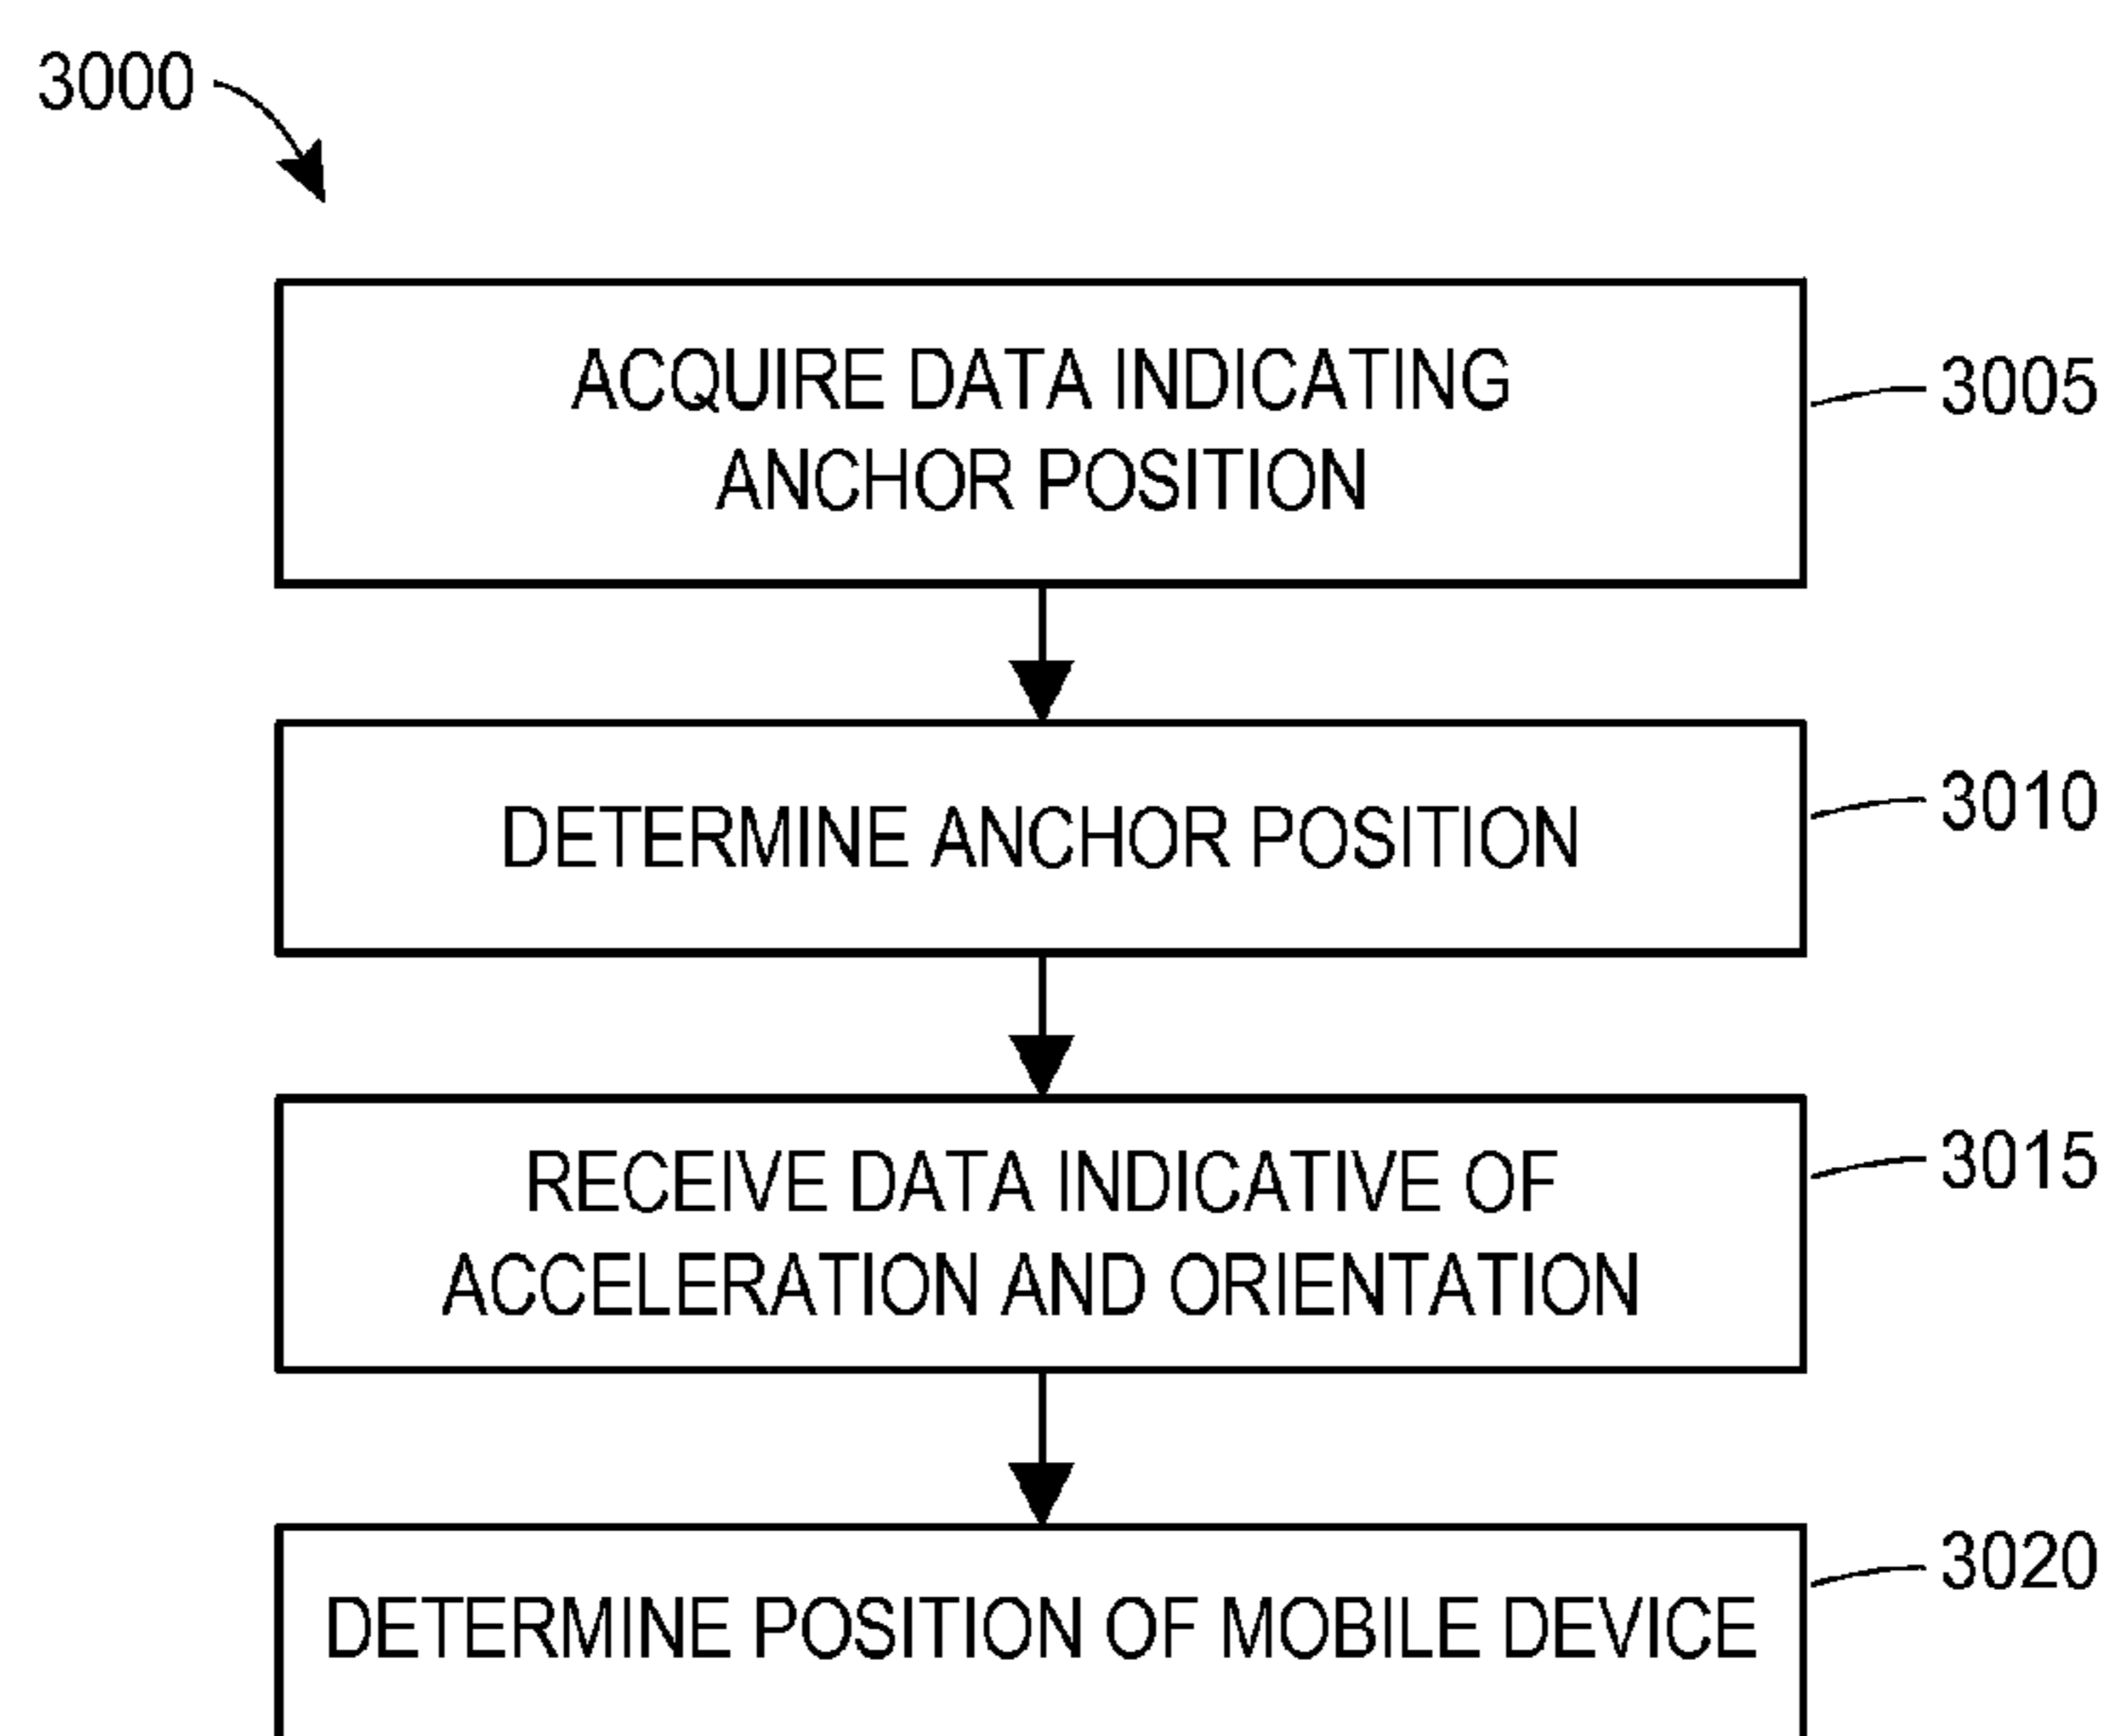 3000
ACQUIRE DATA INDICATING
ANCHOR POSITION
3005
DETERMINE ANCHOR POSITION
3010
RECEIVE DATA INDICATIVE OF
ACCELERATION AND ORIENTATION
3015
DETERMINE POSITION OF MOBILE DEVICE
3020